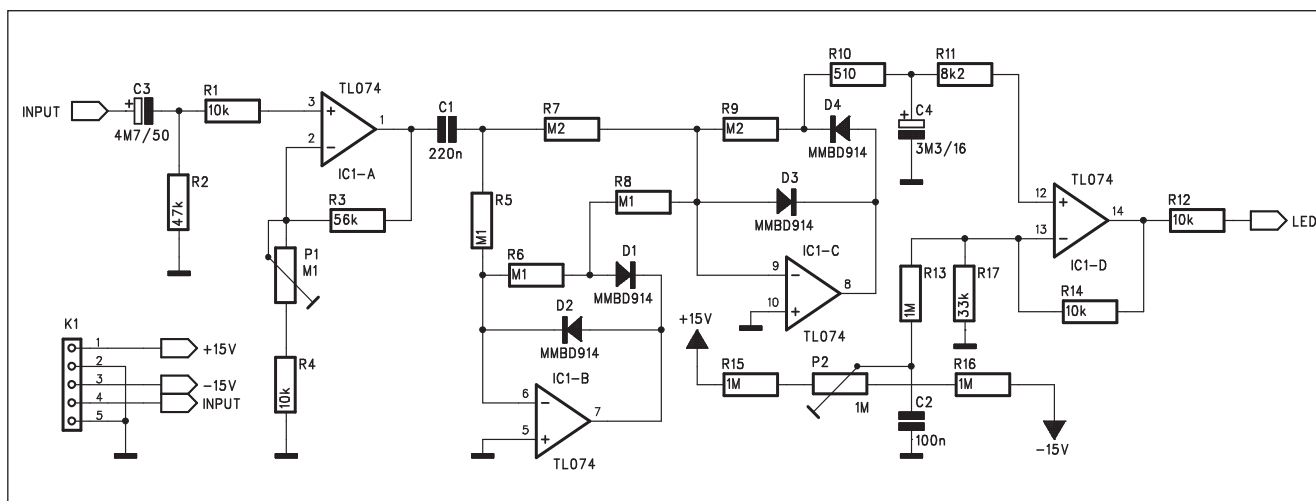 INPUT
C3
+
4M7/50
R1
10k
R2
47k
TL074
3
+
2
−
1
IC1-A
R3
56k
P1
M1
R4
10k
C1
220n
R5
M1
R6
M1
D1
MMBD914
D2
MMBD914
IC1-B
6
−
5
+
7
TL074
R7
M2
R8
M1
R9
M2
D3
MMBD914
D4
MMBD914
IC1-C
9
−
10
+
8
TL074
R10
510
R11
8k2
C4
+
3M3/16
TL074
12
+
13
−
14
IC1-D
R12
10k
LED
R13
1M
R17
33k
R14
10k
+15V
R15
1M
P2
1M
R16
1M
C2
100n
-15V
K1
1
+15V
2
3
-15V
4
INPUT
5